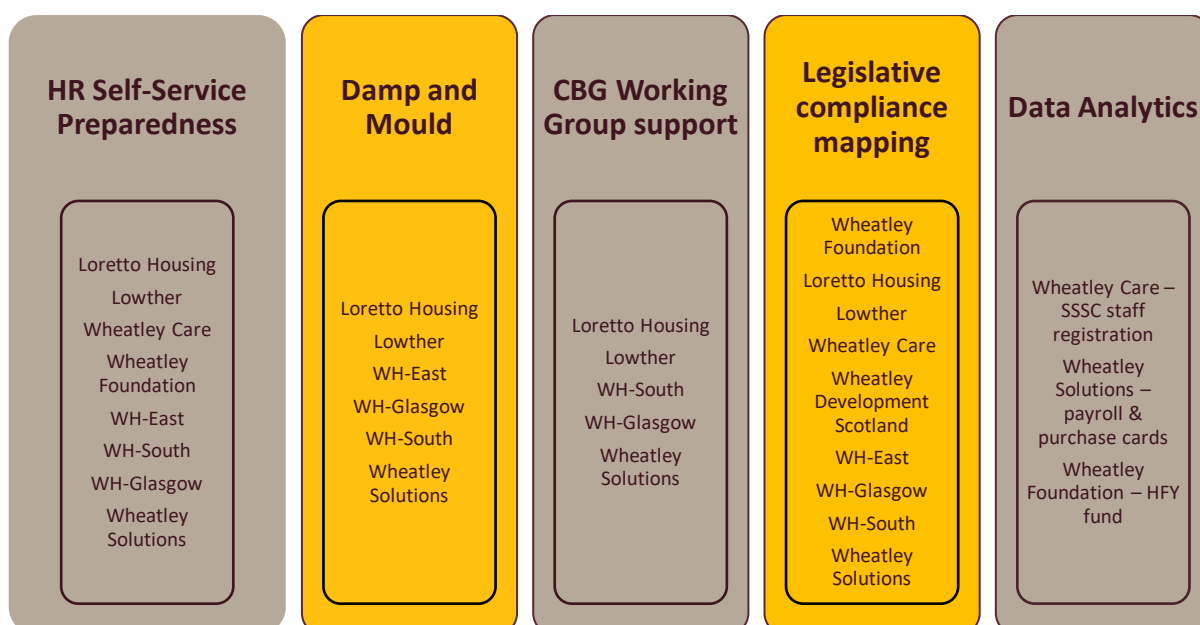 HR Self-Service
Preparedness
Loretto Housing
Lowther
Wheatley Care
Wheatley
Foundation
WH-East
WH-South
WH-Glasgow
Wheatley
Solutions
Damp and
Mould
Loretto Housing
Lowther
WH-East
WH-Glasgow
WH-South
Wheatley
Solutions
CBG Working
Group support
Loretto Housing
Lowther
WH-South
WH-Glasgow
Wheatley
Solutions
Legislative
compliance
mapping
Wheatley
Foundation
Loretto Housing
Lowther
Wheatley Care
Wheatley
Development
Scotland
WH-East
WH-Glasgow
WH-South
Wheatley
Solutions
Data Analytics
Wheatley Care –
SSSC staff
registration
Wheatley
Solutions –
payroll &
purchase cards
Wheatley
Foundation – HFY
fund